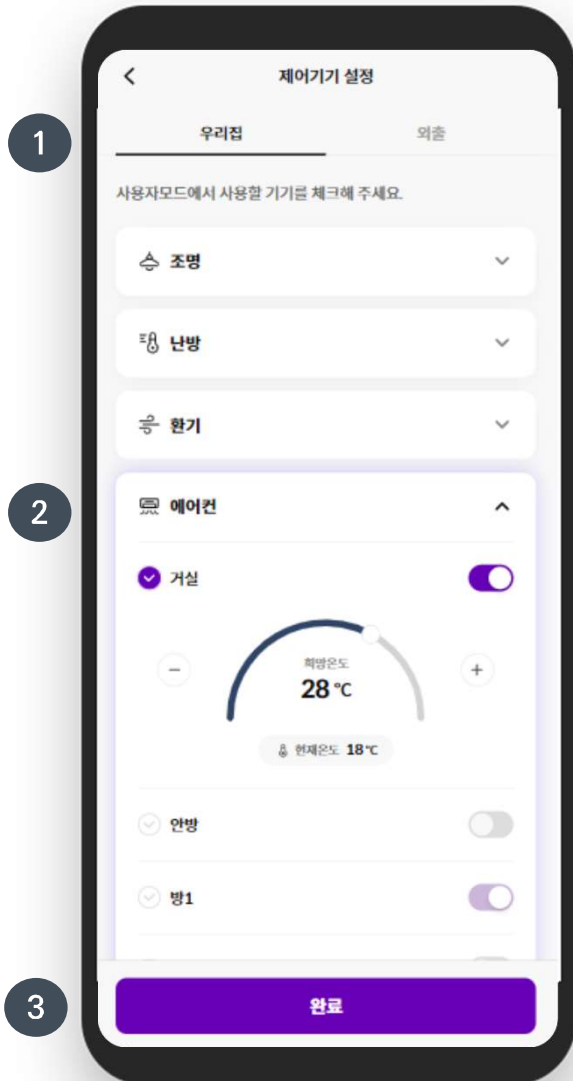 제어기기 설정
1
우리집 외출
사용자모드에서 사용할 기기를 체크해 주세요.
조명
난방
환기
2
에어컨
거실
희망온도
− 28 ℃ +
현재온도 18℃
안방
방1
3
완료